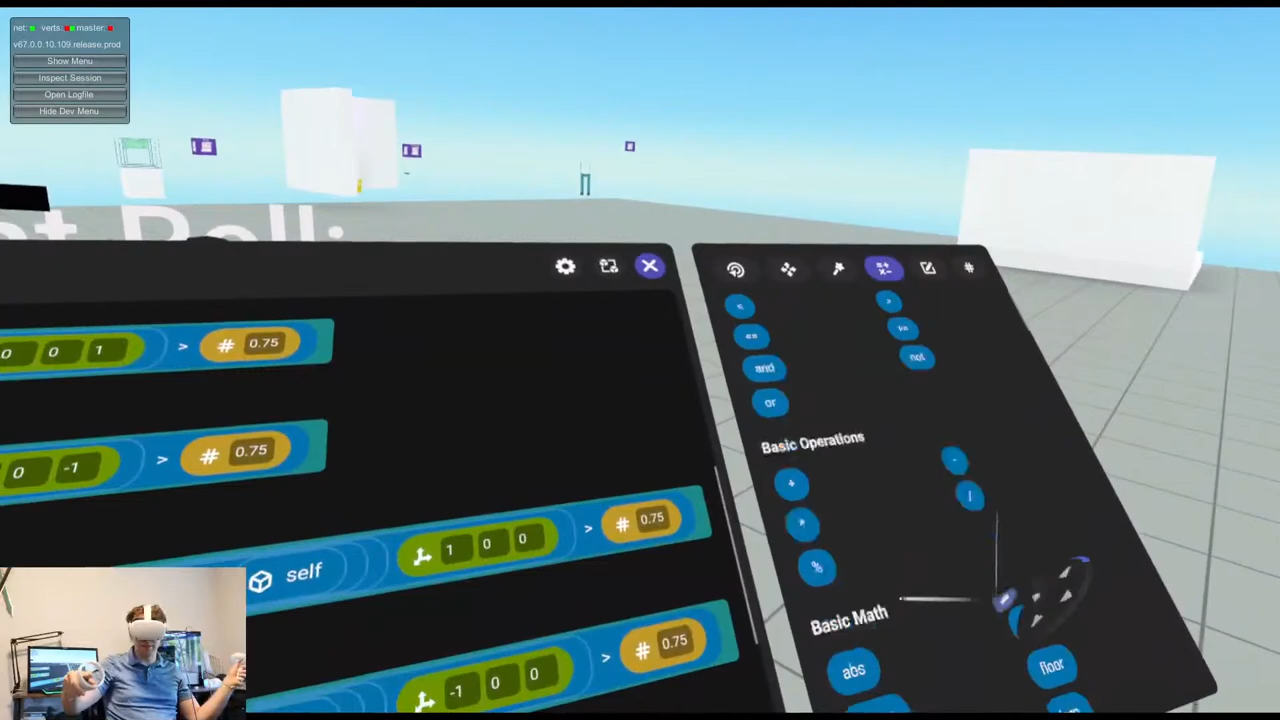 net: verts: master:
v67.0.0.10.109.release.prod
Show Menu
Inspect Session
Open Logfile
Hide Dev Menu
0 0 1 > # 0.75
0 -1 > # 0.75
self 1 0 0 > # 0.75
-1 0 0 > # 0.75
< >
== !=
and not
or
Basic Operations
+ -
* /
%
Basic Math
abs floor